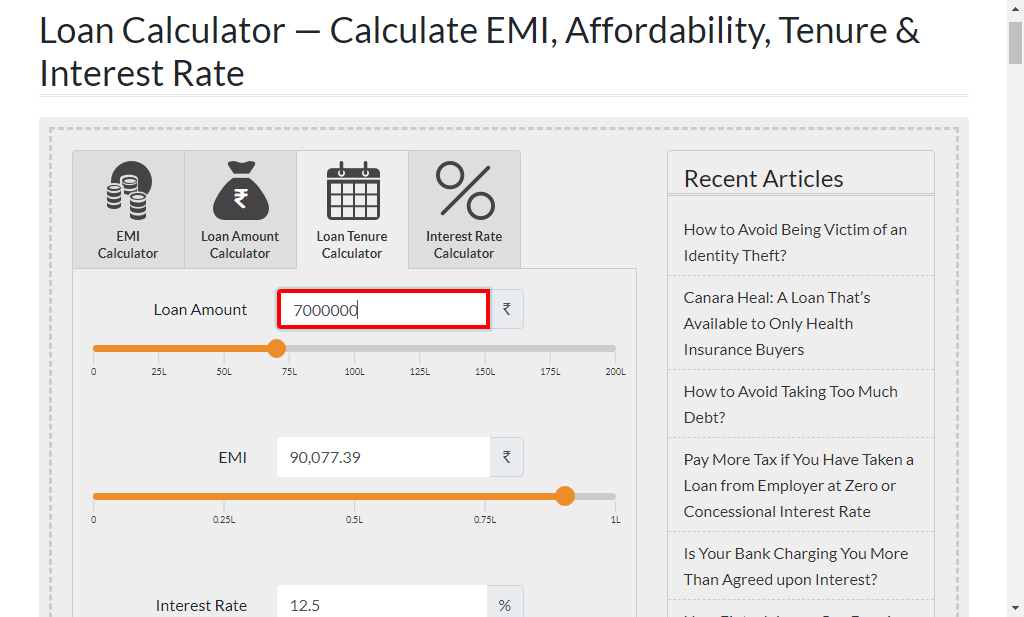 Loan Calculator — Calculate EMI, Affordability, Tenure &
Interest Rate
EMI
Calculator
Loan Amount
Calculator
Loan Tenure
Calculator
Interest Rate
Calculator
Loan Amount
7000000
₹
0
25L
50L
75L
100L
125L
150L
175L
200L
EMI
90,077.39
₹
0
0.25L
0.5L
0.75L
1L
Interest Rate
12.5
%
Recent Articles
How to Avoid Being Victim of an
Identity Theft?
Canara Heal: A Loan That’s
Available to Only Health
Insurance Buyers
How to Avoid Taking Too Much
Debt?
Pay More Tax if You Have Taken a
Loan from Employer at Zero or
Concessional Interest Rate
Is Your Bank Charging You More
Than Agreed upon Interest?